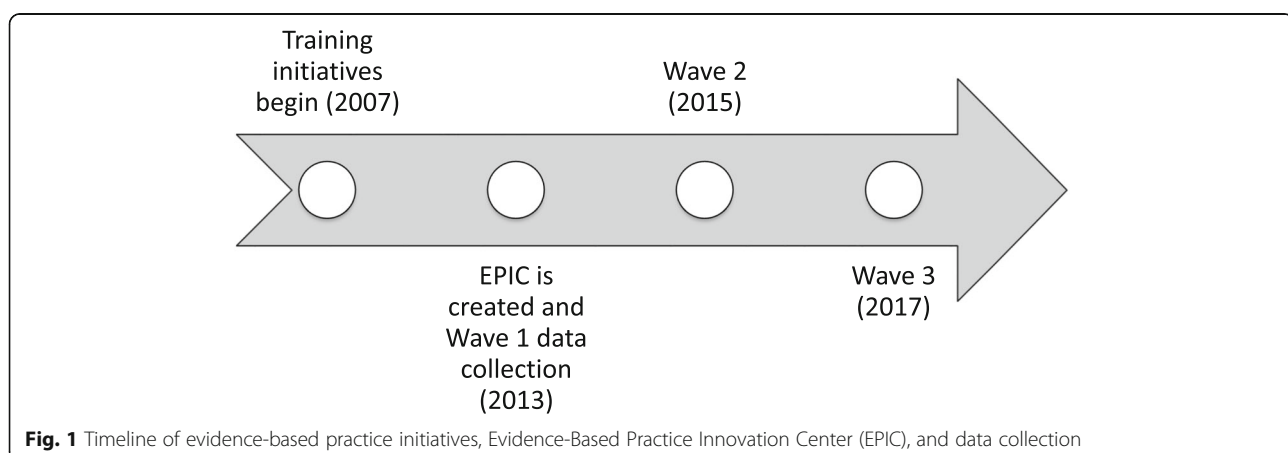 Training
initiatives
begin (2007)
Wave 2
(2015)
EPIC is
created and
Wave 1 data
collection
(2013)
Wave 3
(2017)
Fig. 1 Timeline of evidence-based practice initiatives, Evidence-Based Practice Innovation Center (EPIC), and data collection